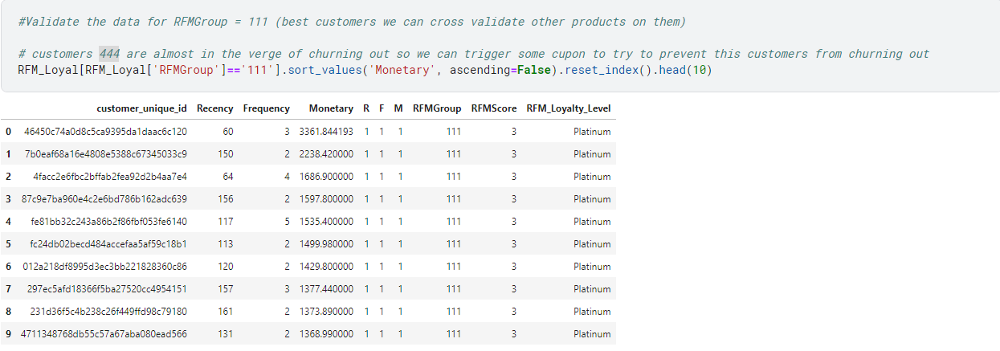 #Validate the data for RFMGroup = 111 (best customers we can cross validate other products on them)
# customers 444 are almost in the verge of churning out so we can trigger some cupon to try to prevent this customers from churning out
RFM_Loyal[RFM_Loyal['RFMGroup']=='111'].sort_values('Monetary', ascending=False).reset_index().head(10)
customer_unique_id Recency Frequency Monetary R F M RFMGroup RFMScore RFM_Loyalty_Level
0 46450c74a0d8c5ca9395da1daac6c120 60 3 3361.844193 1 1 1 111 3 Platinum
1 7b0eaf68a16e4808e5388c67345033c9 150 2 2238.420000 1 1 1 111 3 Platinum
2 4facc2e6fbc2bffab2fea92d2b4aa7e4 64 4 1686.900000 1 1 1 111 3 Platinum
3 87c9e7ba960e4c2e6bd786b162adc639 156 2 1597.800000 1 1 1 111 3 Platinum
4 fe81bb32c243a86b2f86fbf053fe6140 117 5 1535.400000 1 1 1 111 3 Platinum
5 fc24db02becd484accefaa5af59c18b1 113 2 1499.980000 1 1 1 111 3 Platinum
6 012a218df8995d3ec3bb221828360c86 120 2 1429.800000 1 1 1 111 3 Platinum
7 297ec5afd18366f5ba27520cc4954151 157 3 1377.440000 1 1 1 111 3 Platinum
8 231d36f5c4b238c26f449ffd98c79180 161 2 1373.890000 1 1 1 111 3 Platinum
9 4711348768db55c57a67aba080ead566 131 2 1368.990000 1 1 1 111 3 Platinum